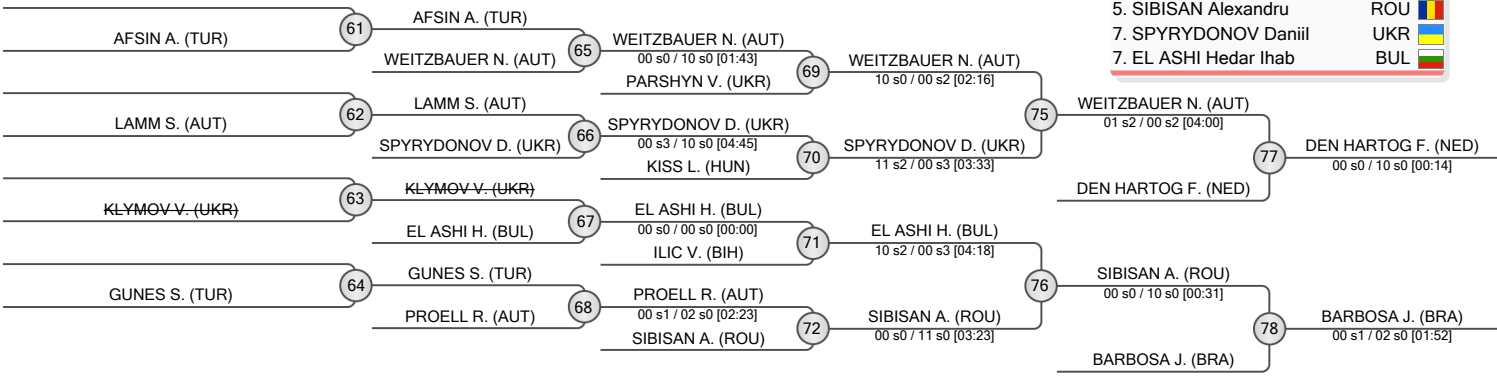 5. SIBISAN Alexandru ROU
7. SPYRYDONOV Daniil UKR
7. EL ASHI Hedar Ihab BUL
AFSIN A. (TUR)
61
LAMM S. (AUT)
62
KLYMOV V. (UKR)
63
GUNES S. (TUR)
64
AFSIN A. (TUR)
WEITZBAUER N. (AUT)
65
LAMM S. (AUT)
SPYRYDONOV D. (UKR)
66
KLYMOV V. (UKR)
EL ASHI H. (BUL)
67
GUNES S. (TUR)
PROELL R. (AUT)
68
WEITZBAUER N. (AUT)
00 s0 / 10 s0 [01:43]
PARSHYN V. (UKR)
69
SPYRYDONOV D. (UKR)
00 s3 / 10 s0 [04:45]
KISS L. (HUN)
70
EL ASHI H. (BUL)
00 s0 / 00 s0 [00:00]
ILIC V. (BIH)
71
PROELL R. (AUT)
00 s1 / 02 s0 [02:23]
SIBISAN A. (ROU)
72
WEITZBAUER N. (AUT)
10 s0 / 00 s2 [02:16]
SPYRYDONOV D. (UKR)
11 s2 / 00 s3 [03:33]
75
EL ASHI H. (BUL)
10 s2 / 00 s3 [04:18]
SIBISAN A. (ROU)
00 s0 / 11 s0 [03:23]
76
WEITZBAUER N. (AUT)
01 s2 / 00 s2 [04:00]
DEN HARTOG F. (NED)
77
SIBISAN A. (ROU)
00 s0 / 10 s0 [00:31]
BARBOSA J. (BRA)
78
DEN HARTOG F. (NED)
00 s0 / 10 s0 [00:14]
BARBOSA J. (BRA)
00 s1 / 02 s0 [01:52]